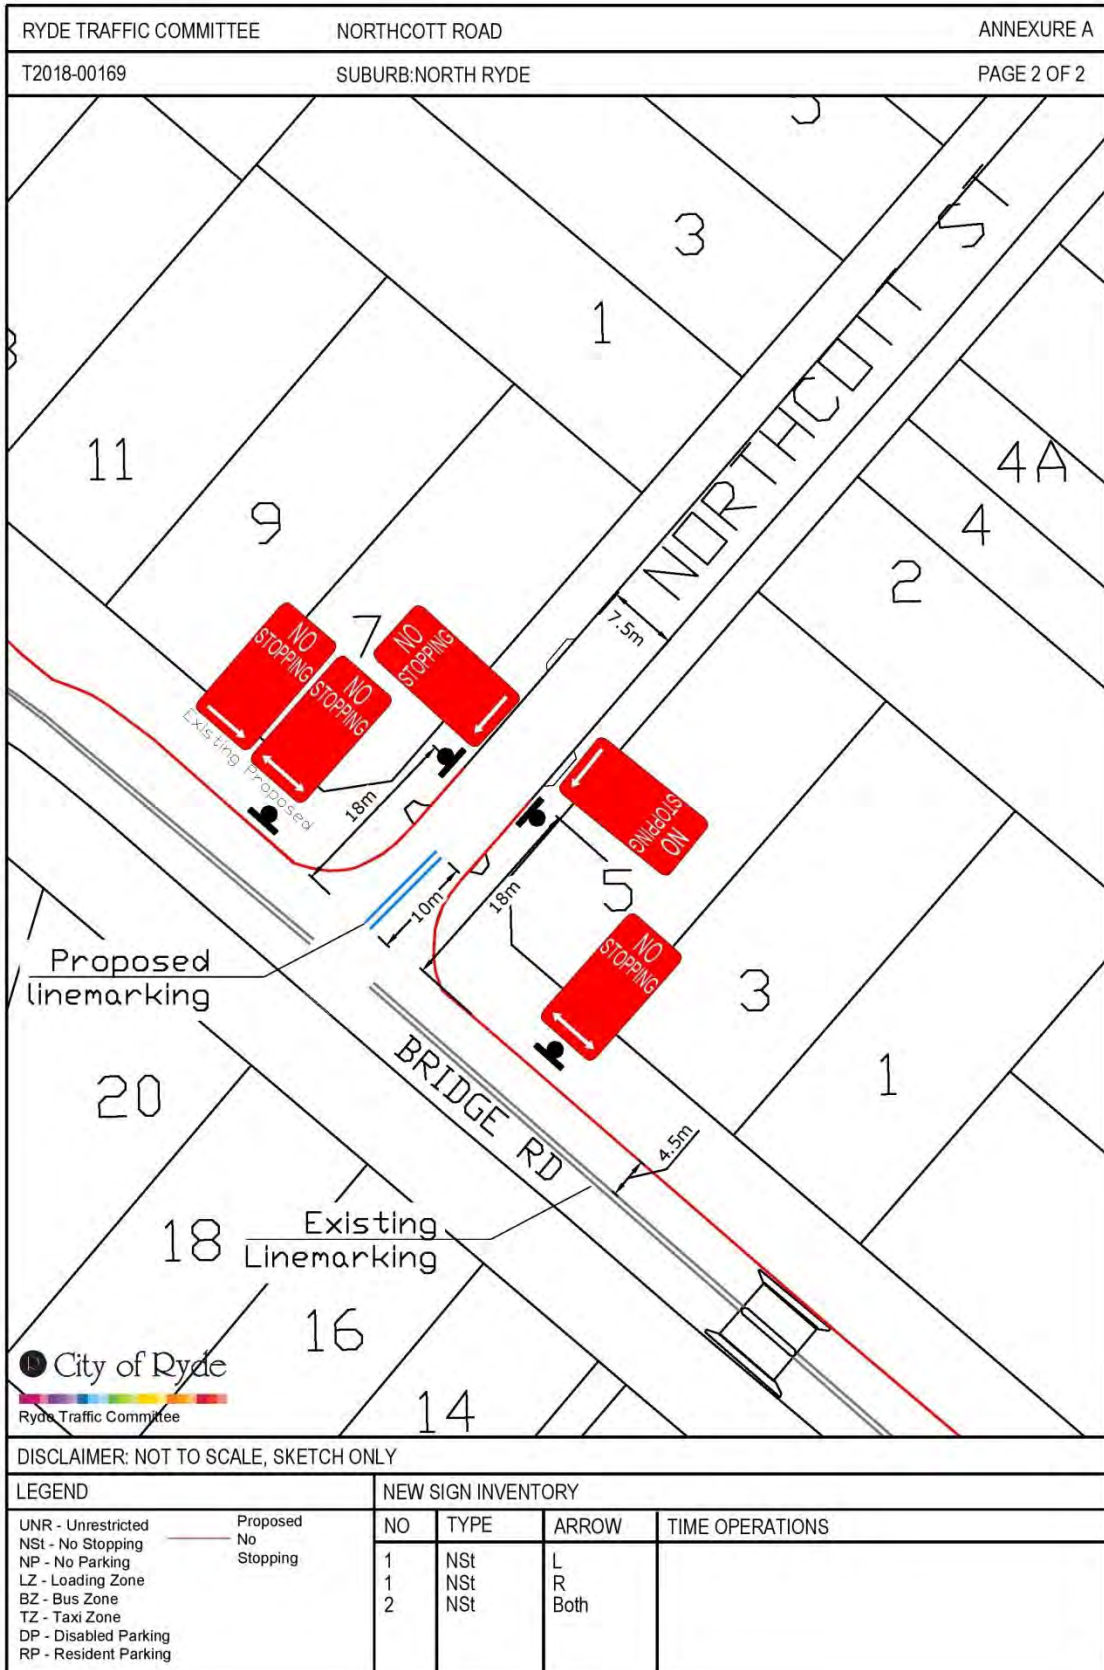 RYDE TRAFFIC COMMITTEE NORTHCOTT ROAD ANNEXURE A
T2018-00169 SUBURB:NORTH RYDE PAGE 2 OF 2
3
1
NORTHCOTT ST
11
9
4A
4
2
7
7.5m
NO
STOPPING
NO
STOPPING
NO
STOPPING
Existing
Proposed
18m
NO
STOPPING
10m
18m
5
NO
STOPPING
3
1
Proposed
linemarking
BRIDGE RD
4.5m
20
18
Existing
Linemarking
16
14
R City of Ryde
Ryde Traffic Committee
DISCLAIMER: NOT TO SCALE, SKETCH ONLY
LEGEND
UNR - Unrestricted
NSt - No Stopping
NP - No Parking
LZ - Loading Zone
BZ - Bus Zone
TZ - Taxi Zone
DP - Disabled Parking
RP - Resident Parking
Proposed
No
Stopping
NEW SIGN INVENTORY
NO TYPE ARROW TIME OPERATIONS
1 NSt L
1 NSt R
2 NSt Both